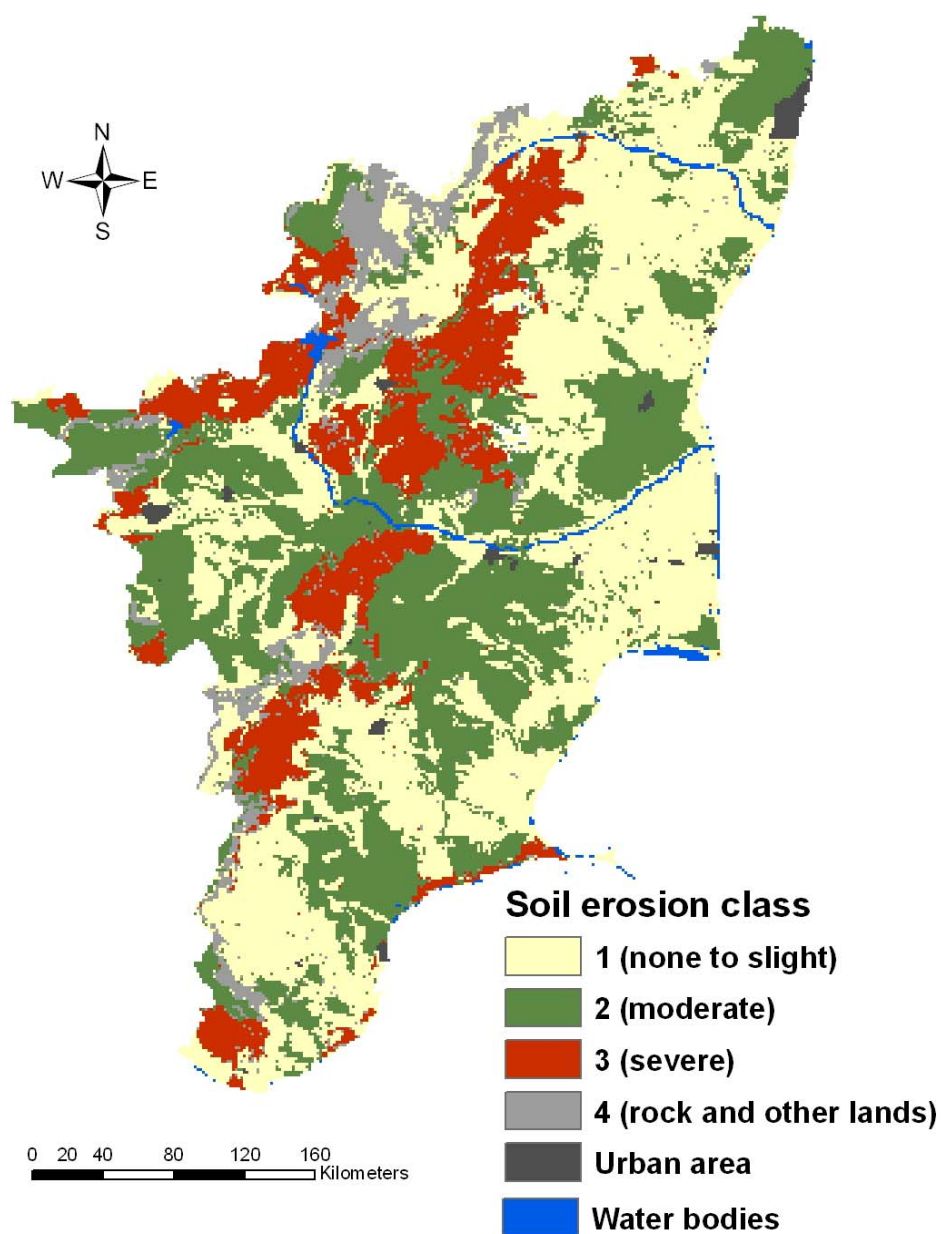 N
W E
S
Soil erosion class
1 (none to slight)
2 (moderate)
3 (severe)
4 (rock and other lands)
Urban area
Water bodies
0 20 40 80 120 160
Kilometers